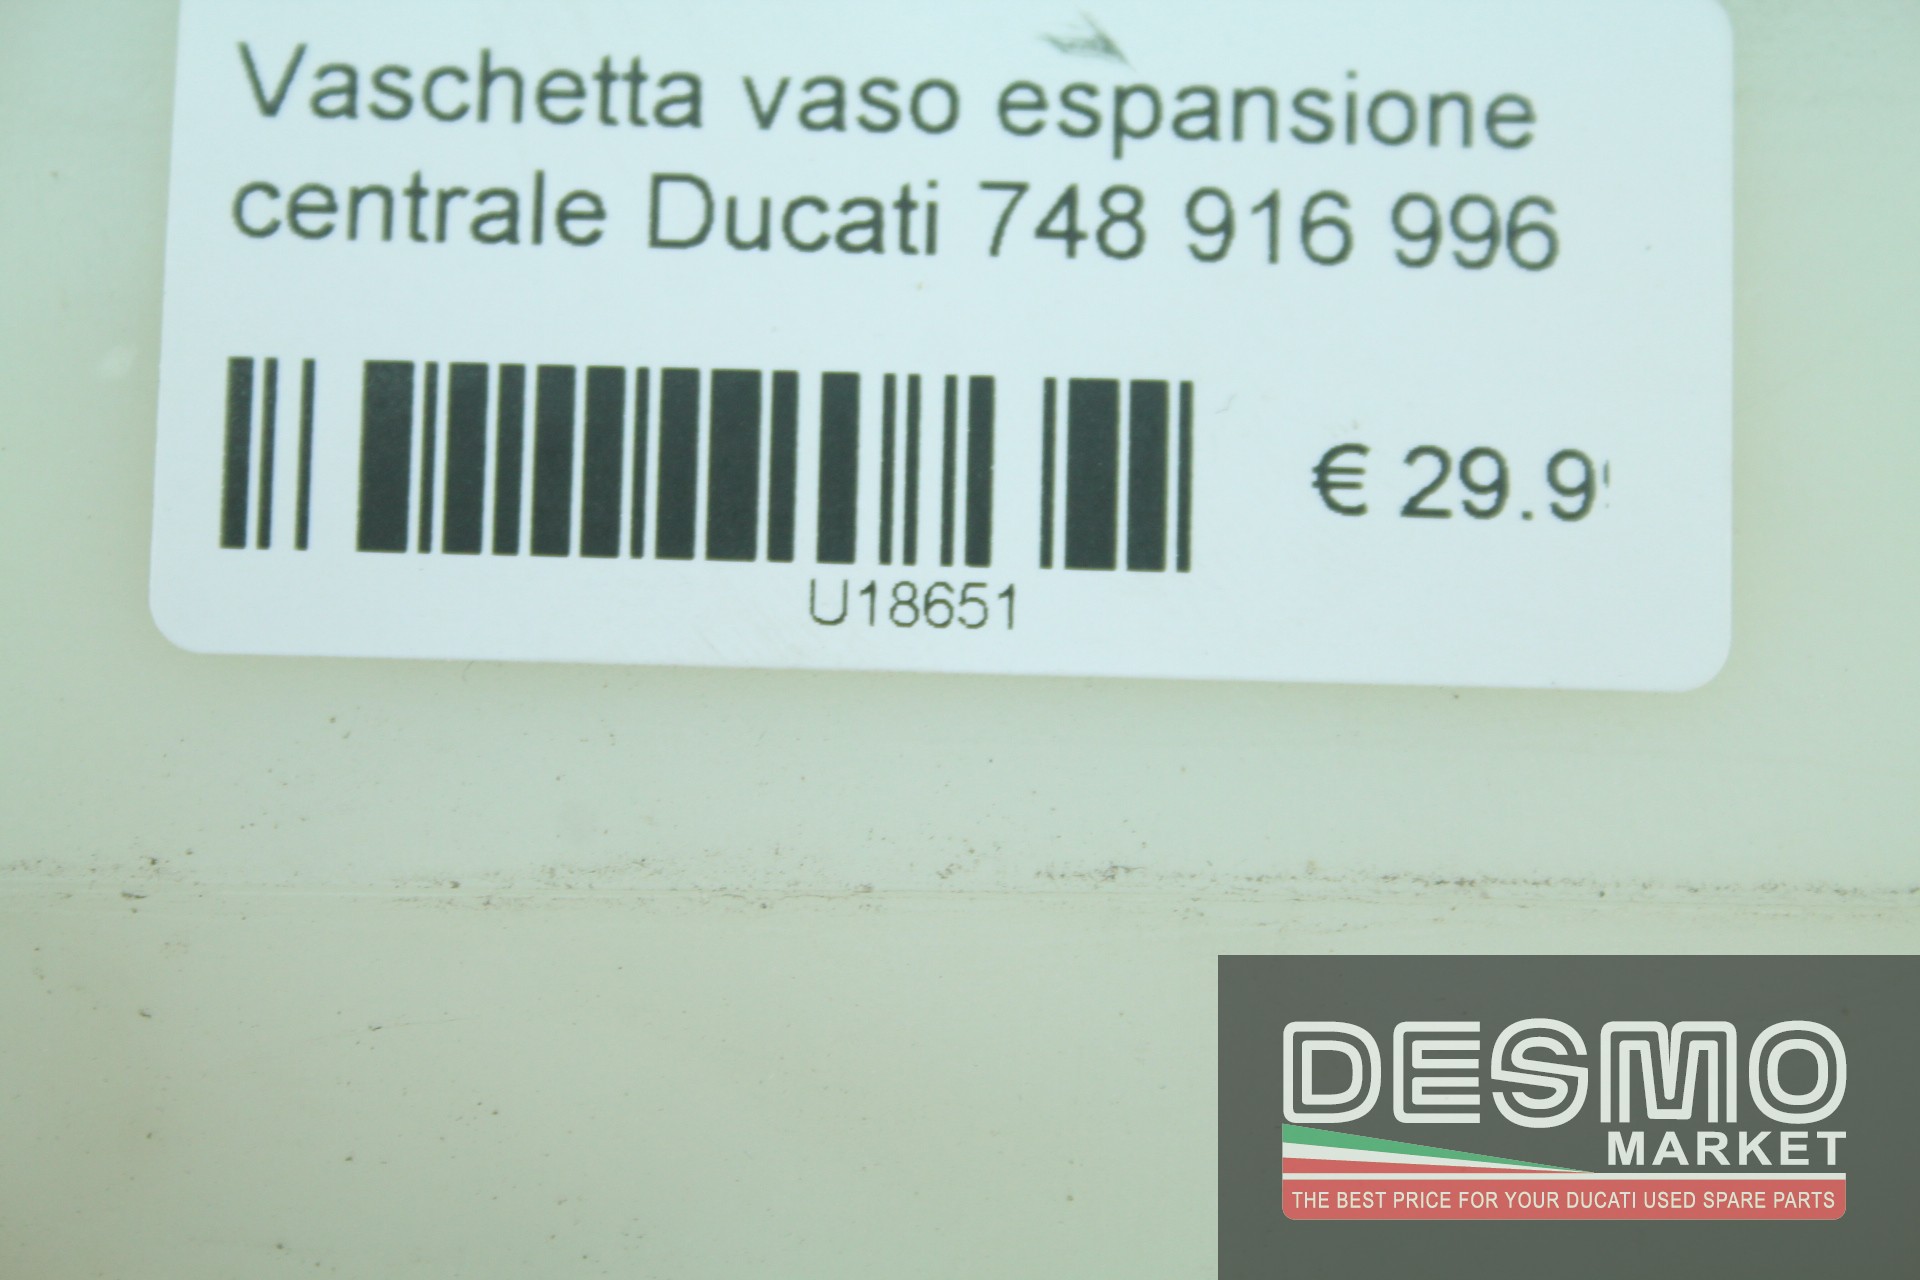 Vaschetta vaso espansione
centrale Ducati 748 916 996
€ 29.9
U18651
DESMO
MARKET
THE BEST PRICE FOR YOUR DUCATI USED SPARE PARTS